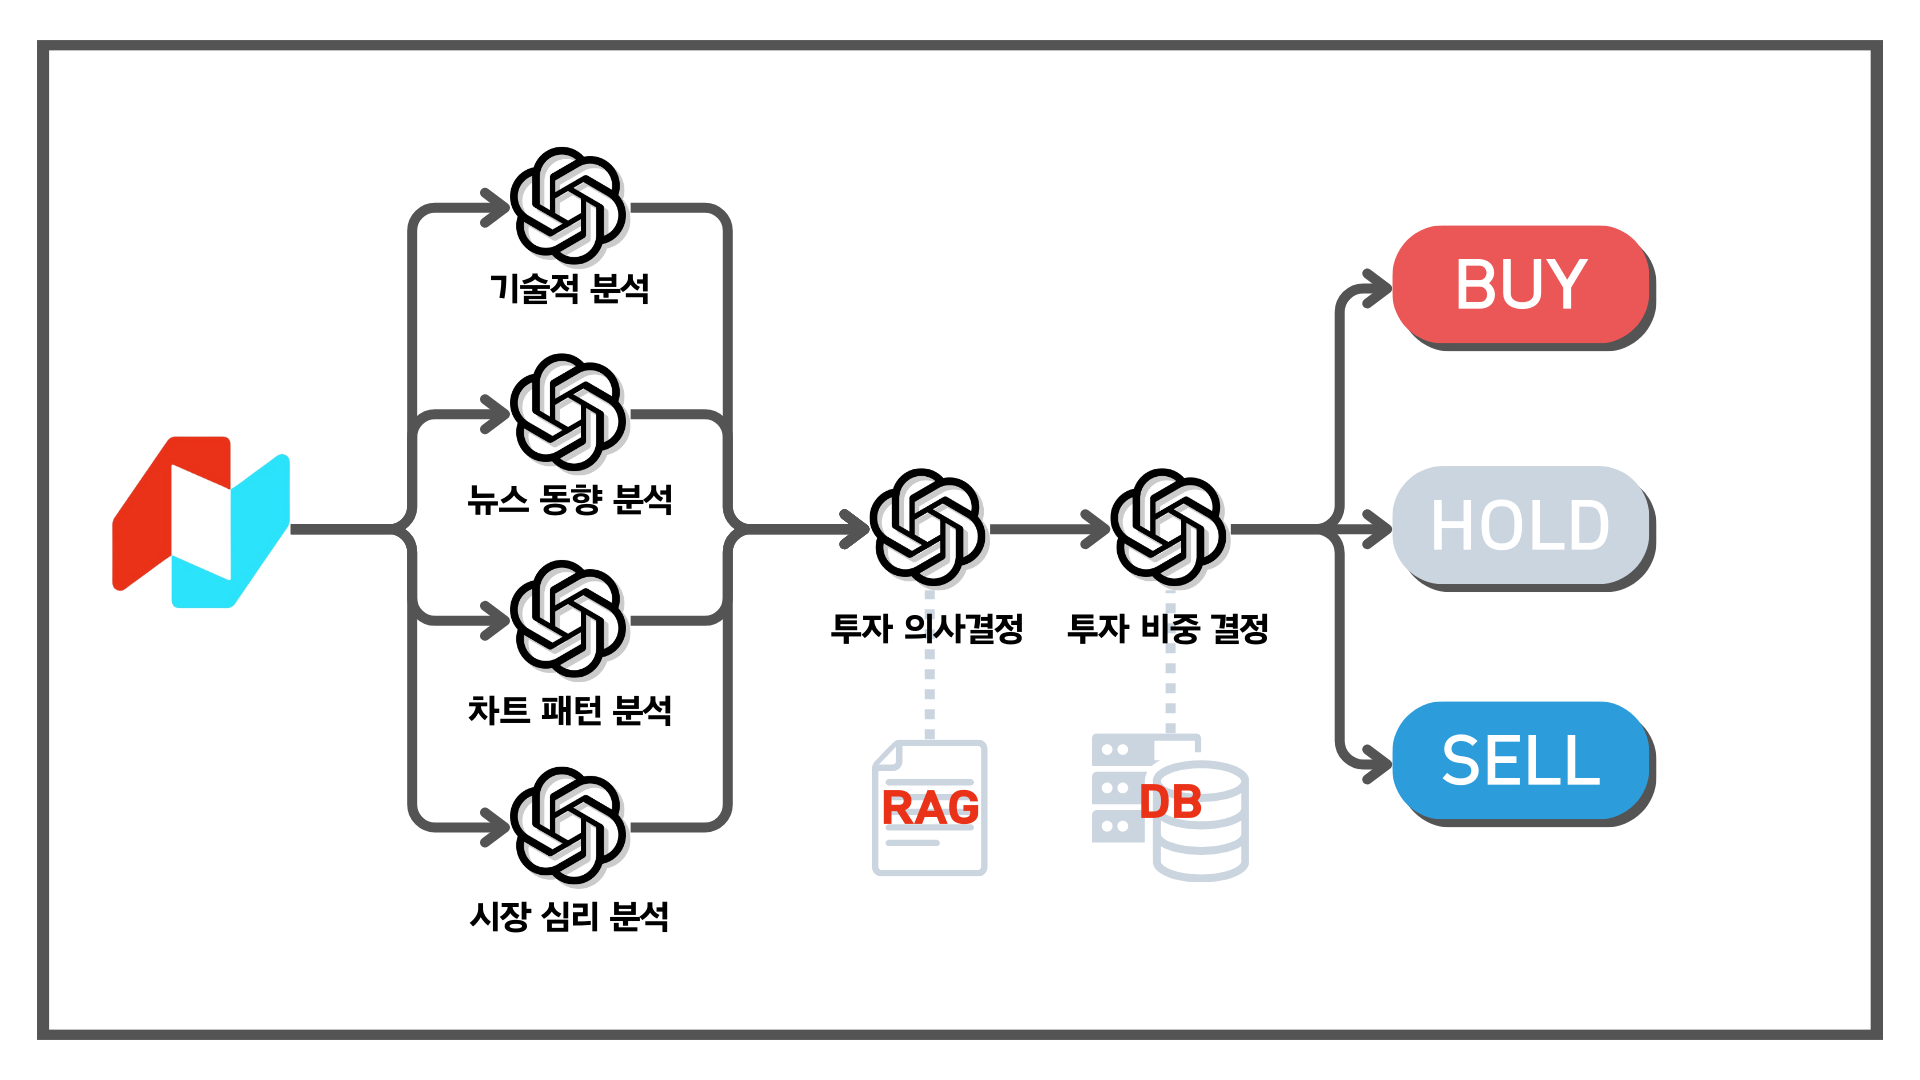 기술적 분석
뉴스 동향 분석
차트 패턴 분석
시장 심리 분석
투자 의사결정
RAG
투자 비중 결정
DB
BUY
HOLD
SELL